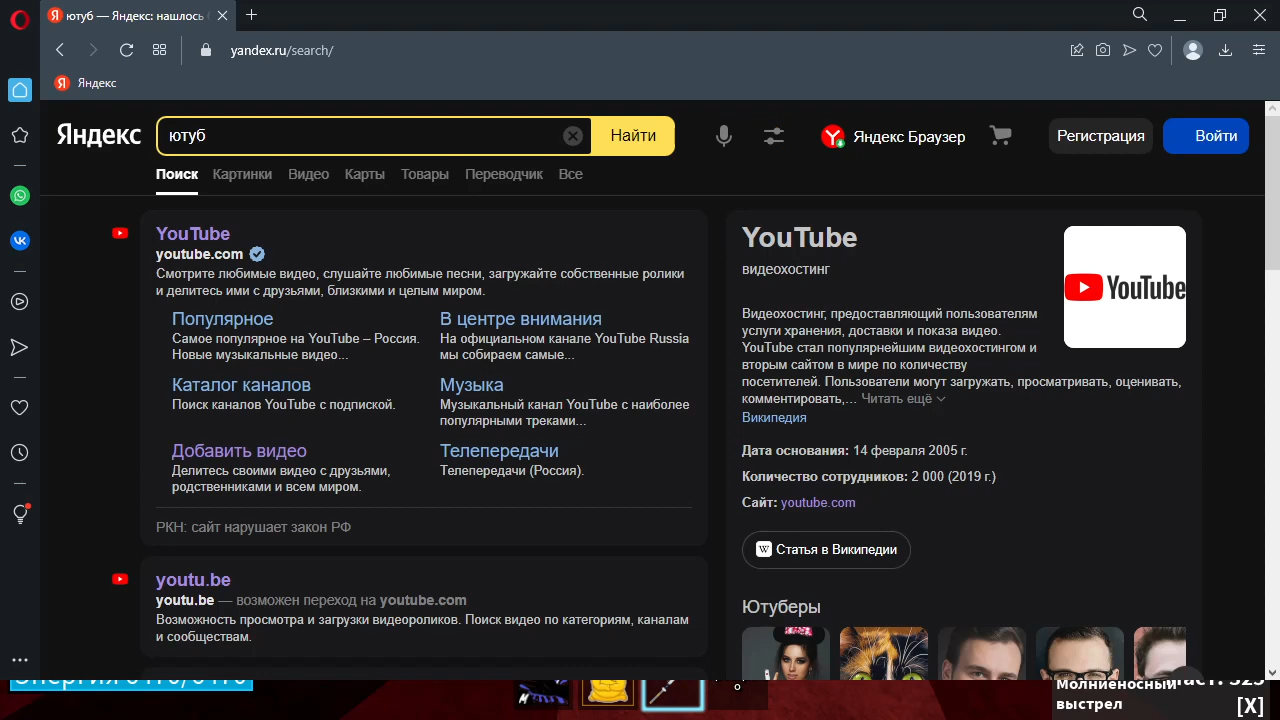 ютуб — Яндекс: нашлось
yandex.ru/search/
Яндекс
Яндекс
ютуб
Найти
Яндекс Браузер
Регистрация
Войти
Поиск
Картинки
Видео
Карты
Товары
Переводчик
Все
YouTube
youtube.com
Смотрите любимые видео, слушайте любимые песни, загружайте собственные ролики
и делитесь ими с друзьями, близкими и целым миром.
Популярное
Самое популярное на YouTube – Россия.
Новые музыкальные видео...
В центре внимания
На официальном канале YouTube Russia
мы собираем самые...
Каталог каналов
Поиск каналов YouTube с подпиской.
Музыка
Музыкальный канал YouTube с наиболее
популярными треками...
Добавить видео
Делитесь своими видео с друзьями,
родственниками и всем миром.
Телепередачи
Телепередачи (Россия).
РКН: сайт нарушает закон РФ
youtu.be
youtu.be — возможен переход на youtube.com
Возможность просмотра и загрузки видеороликов. Поиск видео по категориям, каналам
и сообществам.
YouTube
видеохостинг
YouTube
Видеохостинг, предоставляющий пользователям
услуги хранения, доставки и показа видео.
YouTube стал популярнейшим видеохостингом и
вторым сайтом в мире по количеству
посетителей. Пользователи могут загружать, просматривать, оценивать,
комментировать,... Читать ещё
Википедия
Дата основания: 14 февраля 2005 г.
Количество сотрудников: 2 000 (2019 г.)
Сайт: youtube.com
W Статья в Википедии
Ютуберы
Молниеносный
выстрел
[X]